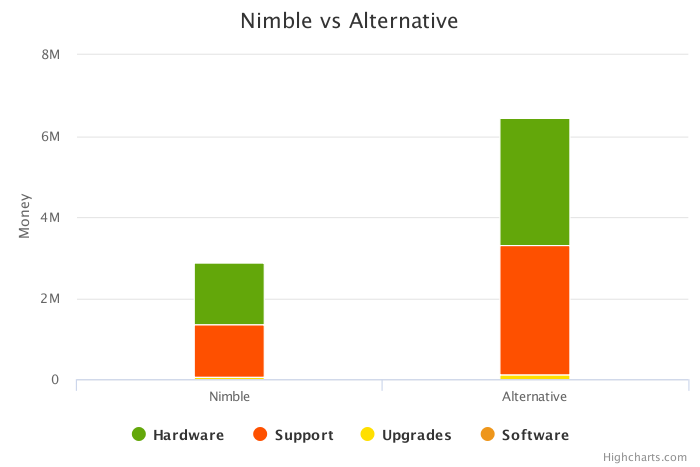 Nimble vs Alternative
8M
6M
4M
2M
0
Money
Nimble Alternative
Hardware Support Upgrades Software
Highcharts.com